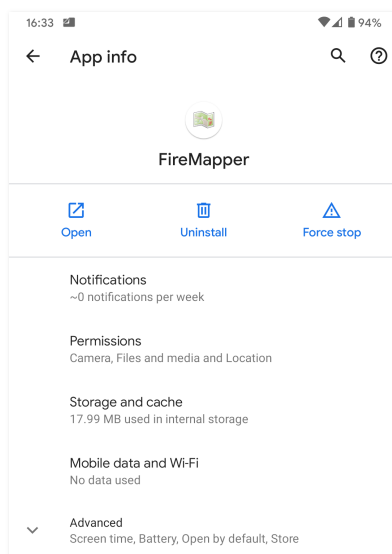 16:33 94%
App info
FireMapper
Open Uninstall Force stop
Notifications
~0 notifications per week
Permissions
Camera, Files and media and Location
Storage and cache
17.99 MB used in internal storage
Mobile data and Wi-Fi
No data used
Advanced
Screen time, Battery, Open by default, Store